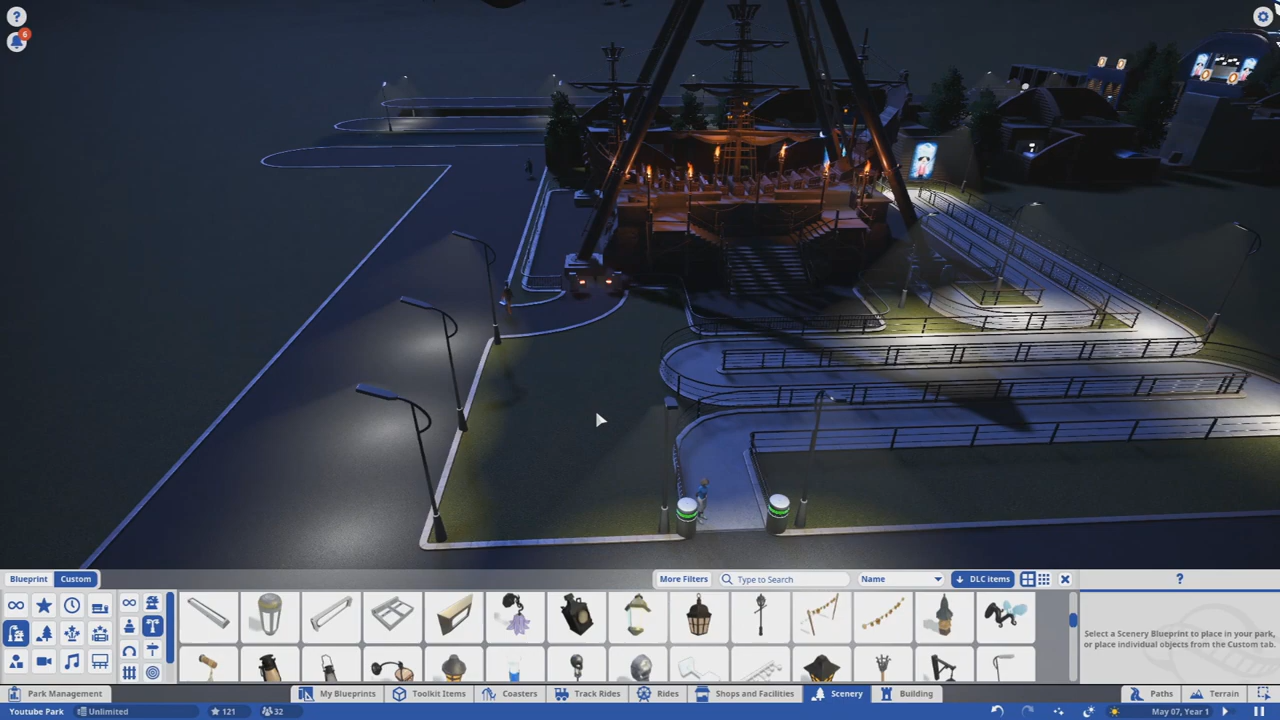 ?
6
Blueprint Custom More Filters Type to Search Name DLC items ?
Select a Scenery Blueprint to place in your park,
or place individual objects from the Custom tab.
Park Management My Blueprints Toolkit Items Coasters Track Rides Rides Shops and Facilities Scenery Building Paths Terrain
Youtube Park Unlimited 121 32 May 07, Year 1